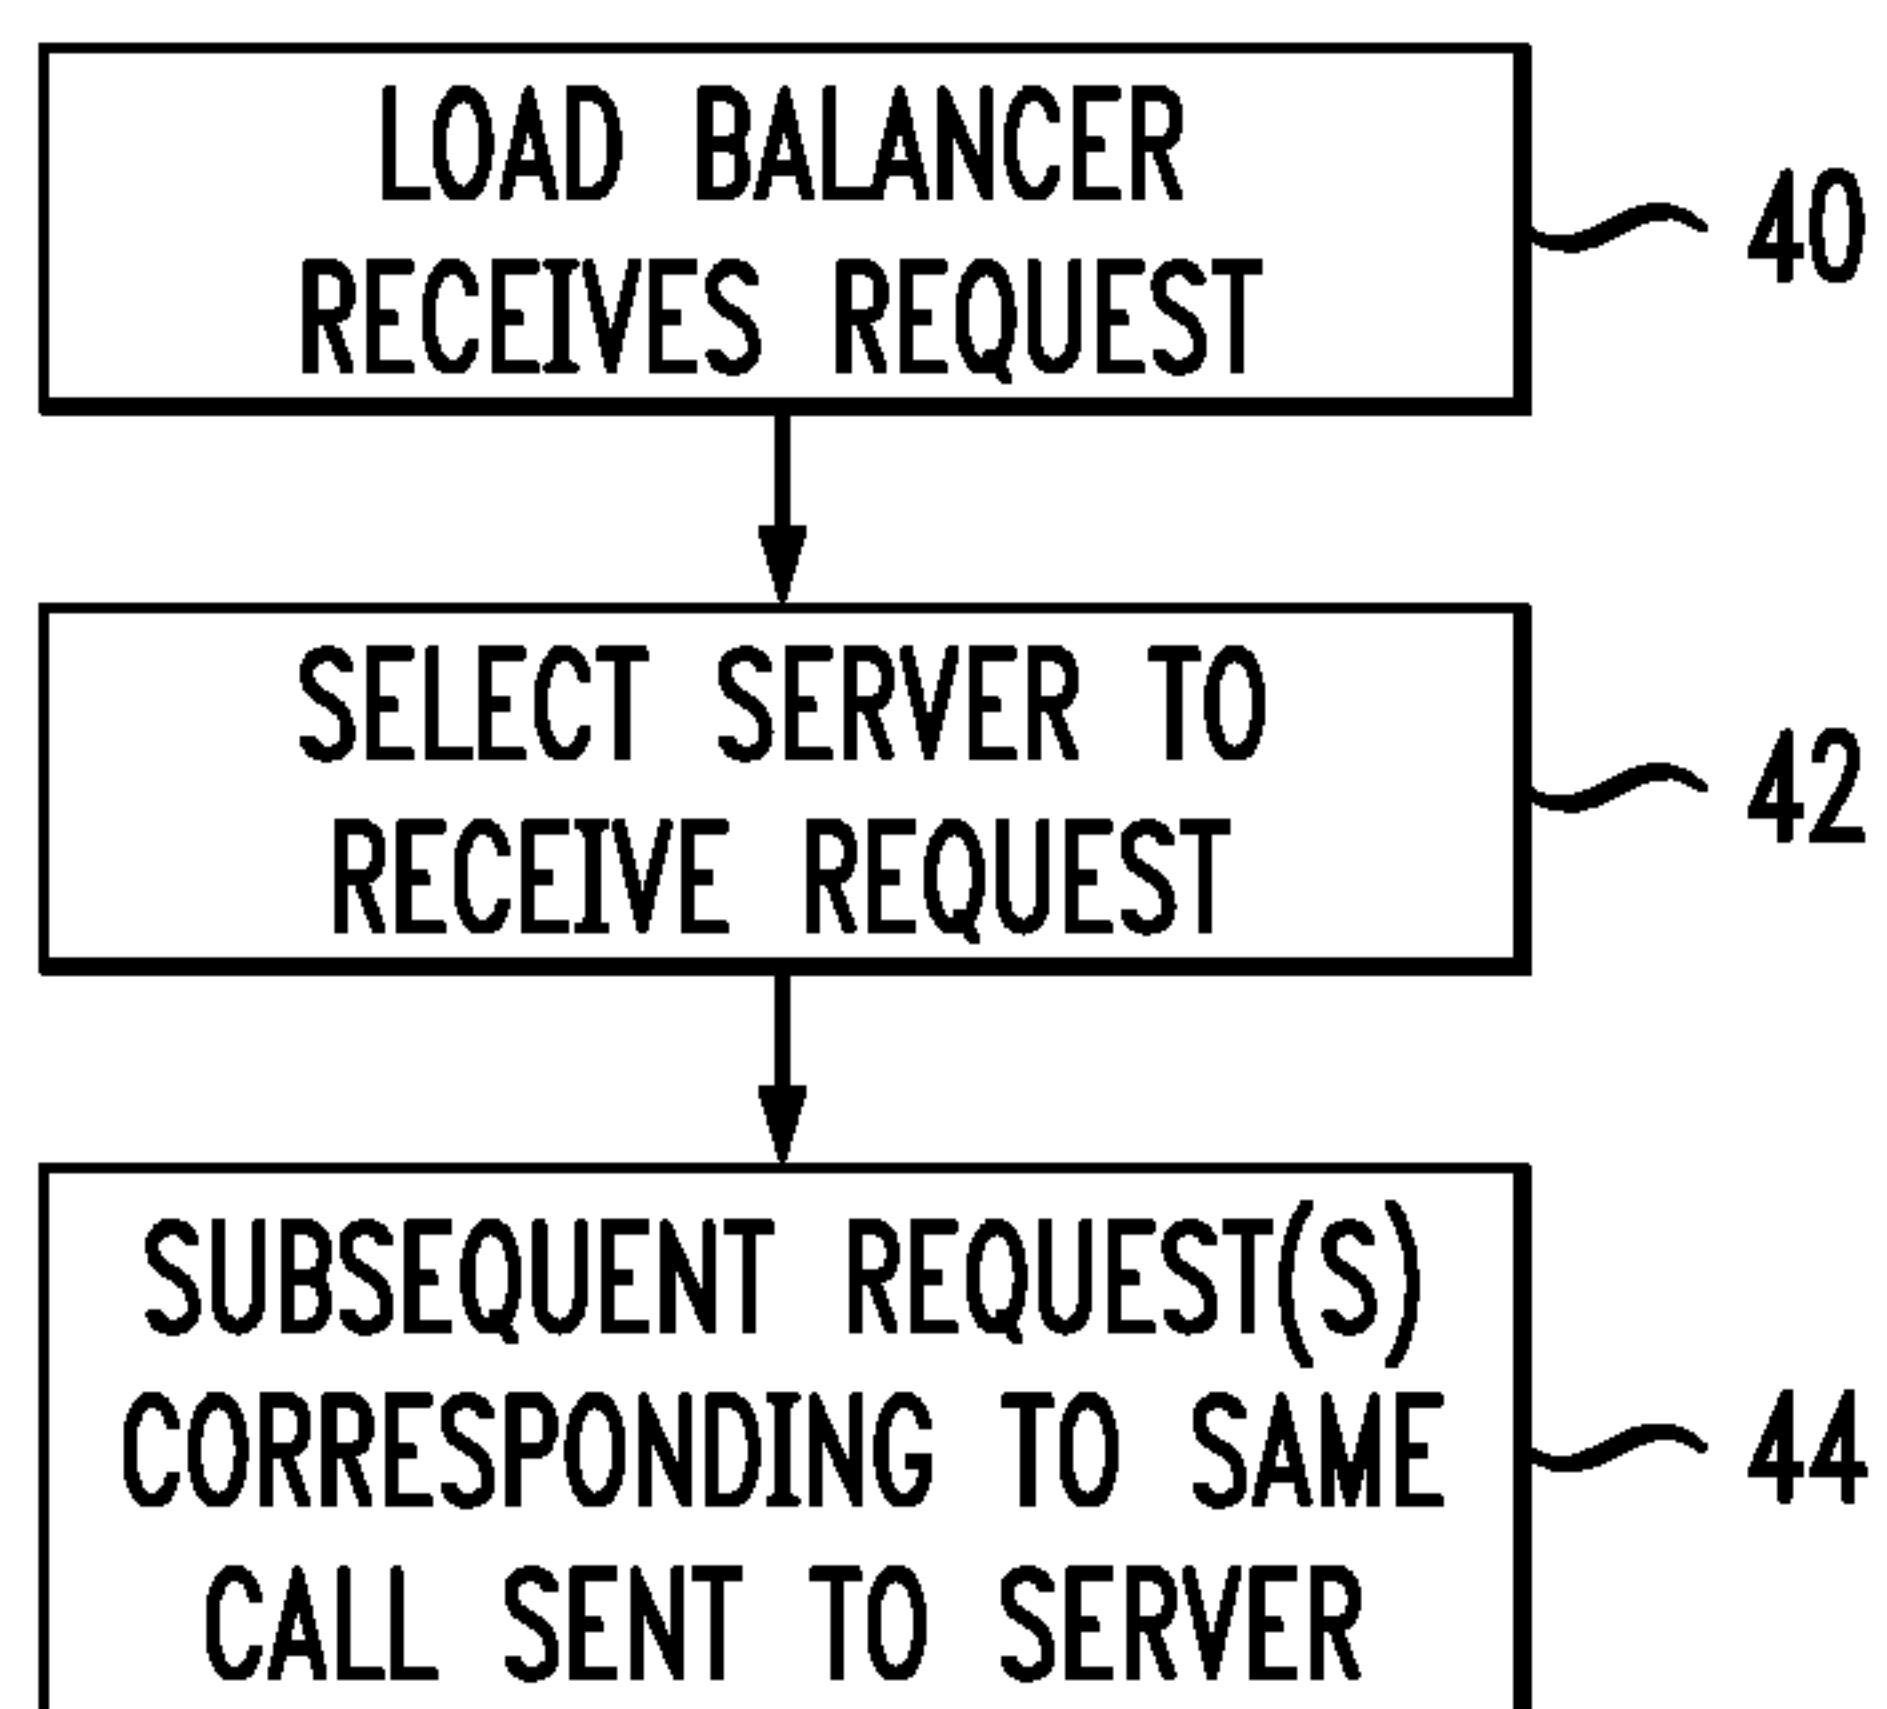 LOAD BALANCER
RECEIVES REQUEST
40
SELECT SERVER TO
RECEIVE REQUEST
42
SUBSEQUENT REQUEST(S)
CORRESPONDING TO SAME
CALL SENT TO SERVER
44